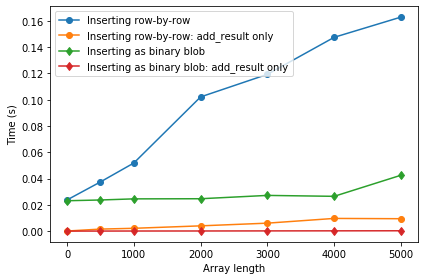 Inserting row-by-row
Inserting row-by-row: add_result only
Inserting as binary blob
Inserting as binary blob: add_result only
Time (s)
0.16
0.14
0.12
0.10
0.08
0.06
0.04
0.02
0.00
0 1000 2000 3000 4000 5000
Array length